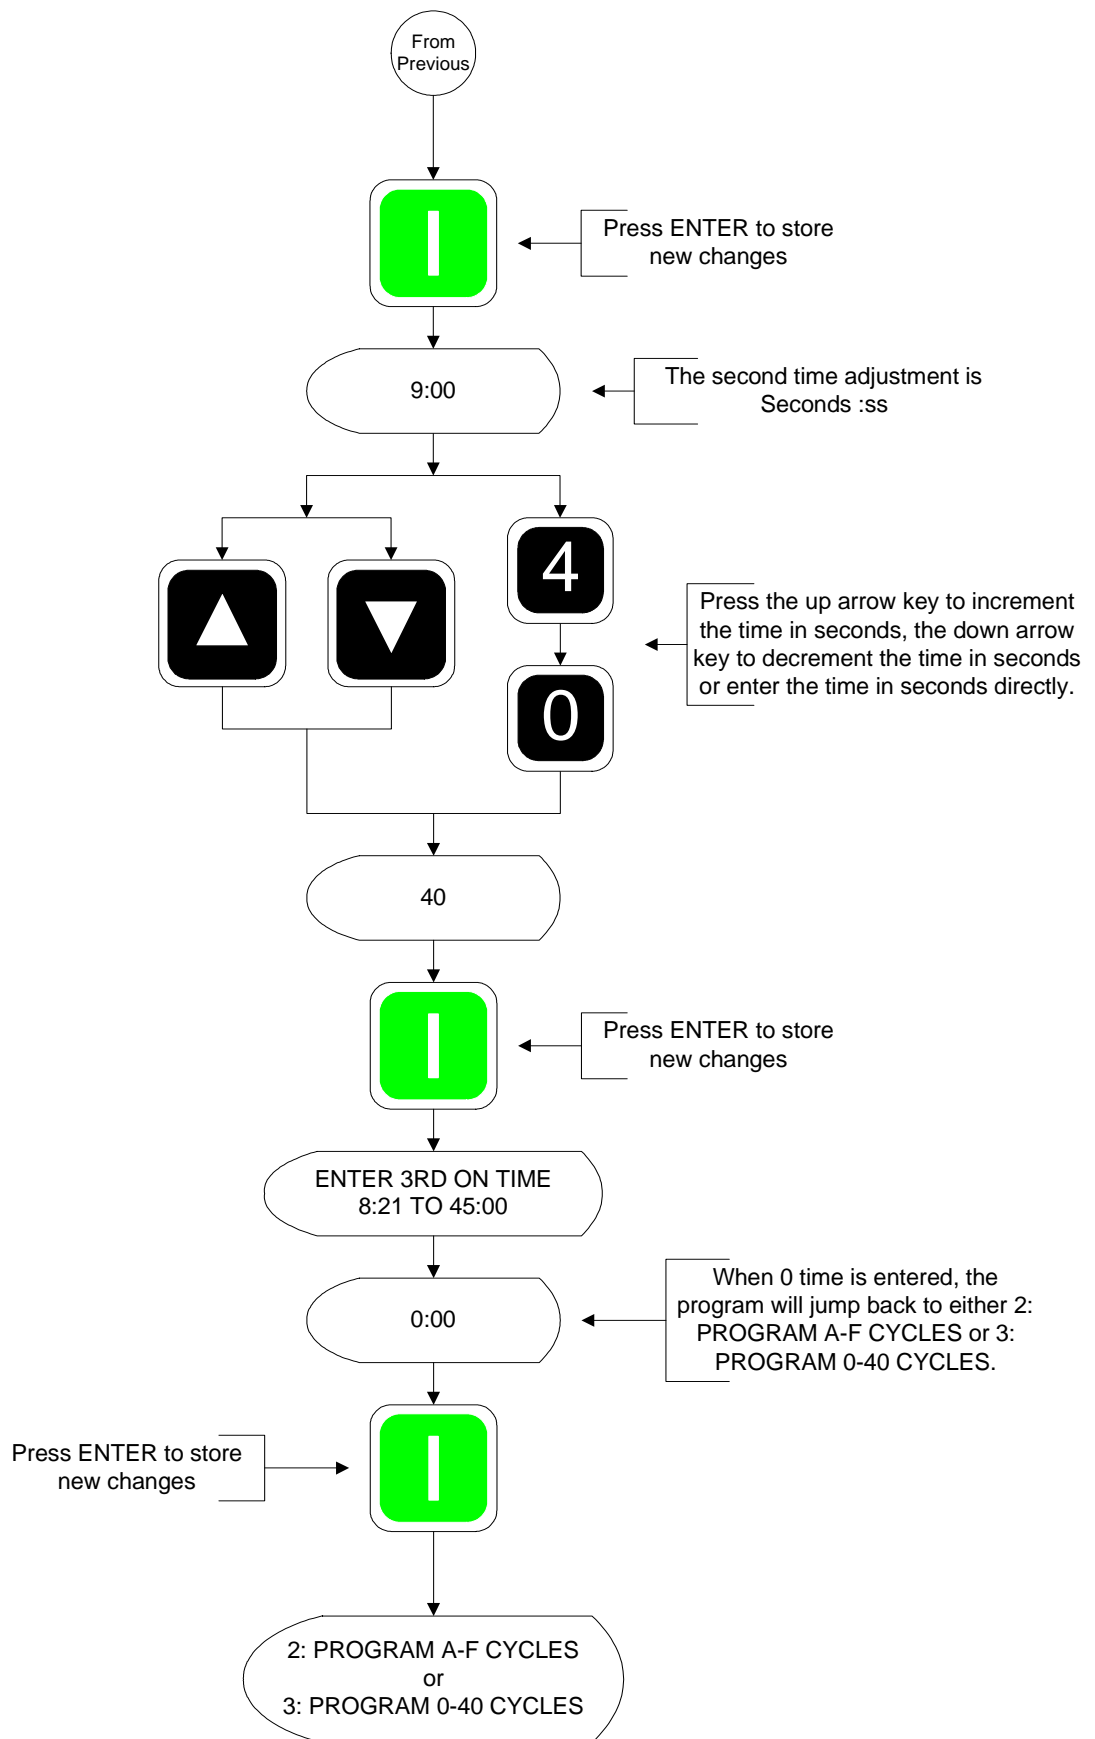 From
Previous
Press ENTER to store
new changes
9:00
The second time adjustment is
Seconds :ss
4
0
Press the up arrow key to increment
the time in seconds, the down arrow
key to decrement the time in seconds
or enter the time in seconds directly.
40
Press ENTER to store
new changes
ENTER 3RD ON TIME
8:21 TO 45:00
0:00
When 0 time is entered, the
program will jump back to either 2:
PROGRAM A-F CYCLES or 3:
PROGRAM 0-40 CYCLES.
Press ENTER to store
new changes
2: PROGRAM A-F CYCLES
or
3: PROGRAM 0-40 CYCLES